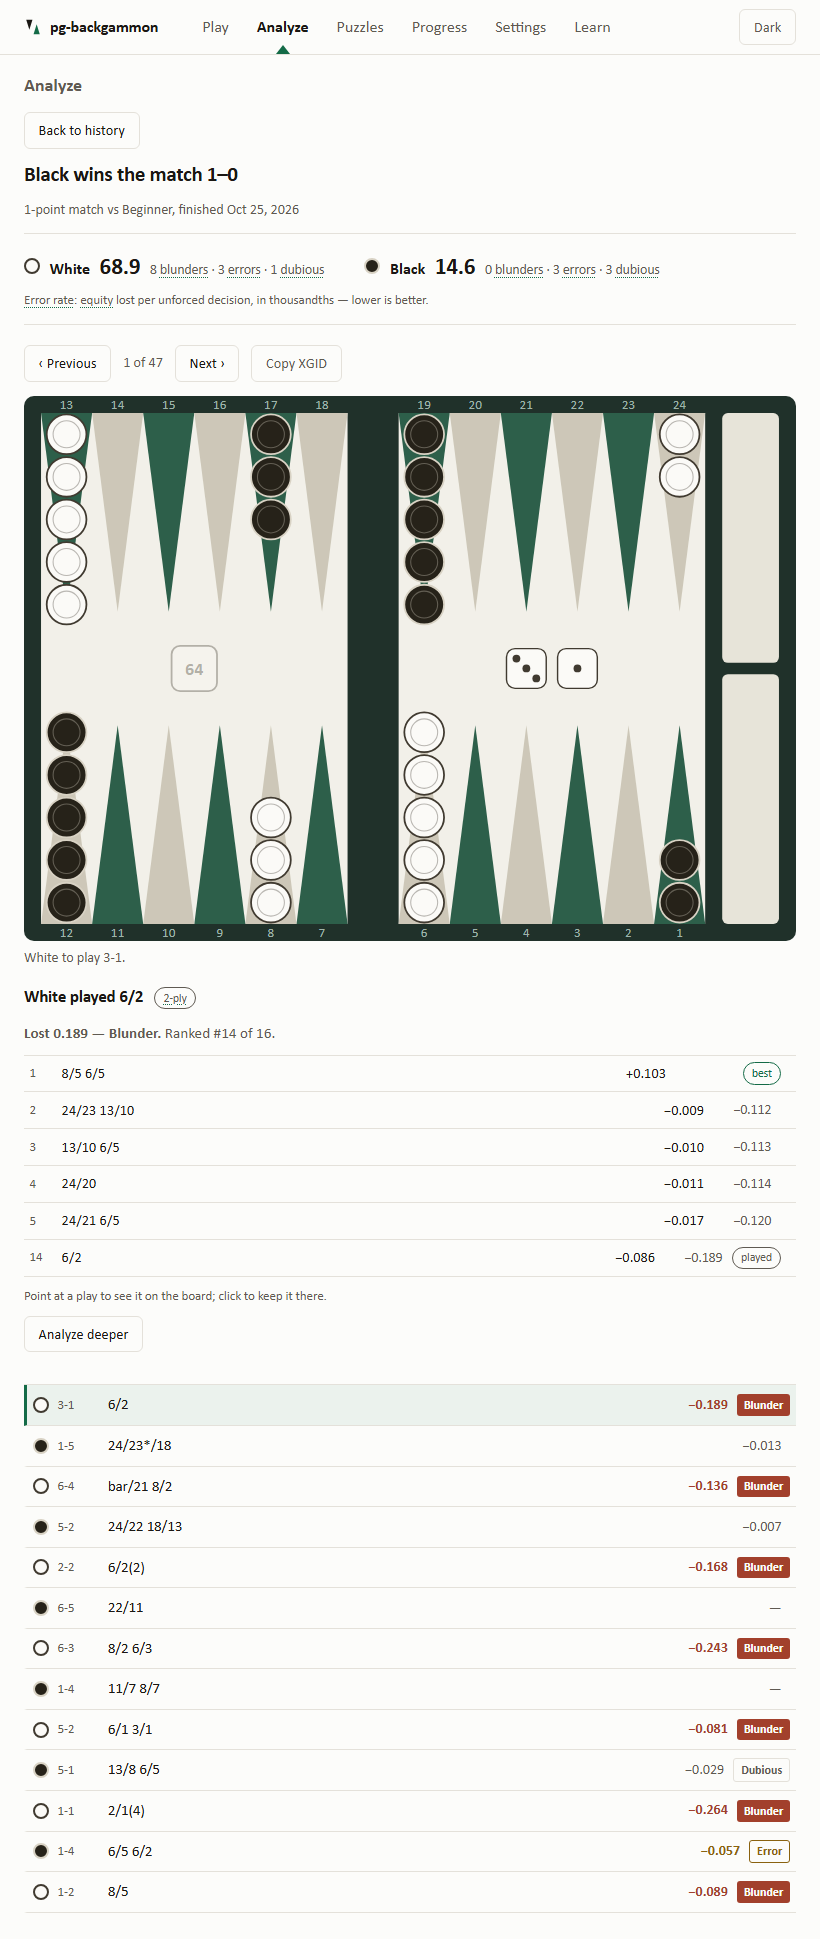 pg-backgammon Play Analyze Puzzles Progress Settings Learn Dark
Analyze
Back to history
Black wins the match 1–0
1-point match vs Beginner, finished Oct 25, 2026
White 68.9 8 blunders · 3 errors · 1 dubious Black 14.6 0 blunders · 3 errors · 3 dubious
Error rate: equity lost per unforced decision, in thousandths — lower is better.
‹ Previous 1 of 47 Next › Copy XGID
13 14 15 16 17 18 19 20 21 22 23 24
64
12 11 10 9 8 7 6 5 4 3 2 1
White to play 3-1.
White played 6/2 2-ply
Lost 0.189 — Blunder. Ranked #14 of 16.
1 8/5 6/5 +0.103 best
2 24/23 13/10 −0.009 −0.112
3 13/10 6/5 −0.010 −0.113
4 24/20 −0.011 −0.114
5 24/21 6/5 −0.017 −0.120
14 6/2 −0.086 −0.189 played
Point at a play to see it on the board; click to keep it there.
Analyze deeper
3-1 6/2 −0.189 Blunder
1-5 24/23*/18 −0.013
6-4 bar/21 8/2 −0.136 Blunder
5-2 24/22 18/13 −0.007
2-2 6/2(2) −0.168 Blunder
6-5 22/11 —
6-3 8/2 6/3 −0.243 Blunder
1-4 11/7 8/7 —
5-2 6/1 3/1 −0.081 Blunder
5-1 13/8 6/5 −0.029 Dubious
1-1 2/1(4) −0.264 Blunder
1-4 6/5 6/2 −0.057 Error
1-2 8/5 −0.089 Blunder